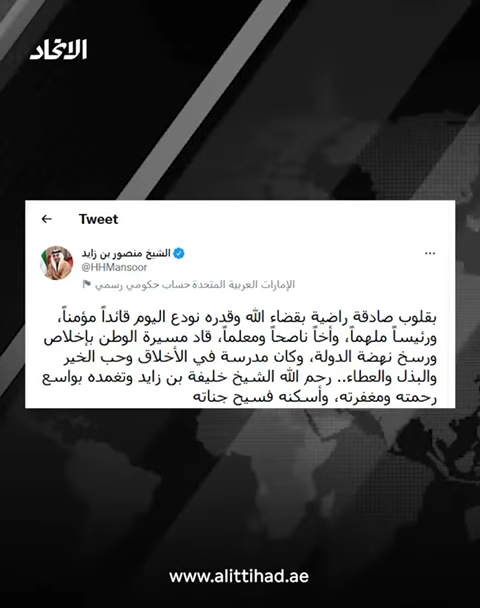 الاتحاد
Tweet
الشيخ منصور بن زايد
@HHMansoor
الإمارات العربية المتحدة حساب حكومي رسمي
بقلوب صادقة راضية بقضاء الله وقدره نودع اليوم قائداً مؤمناً،
ورئيساً ملهماً، وأخاً ناصحاً ومعلماً، قاد مسيرة الوطن بإخلاص
ورسخ نهضة الدولة، وكان مدرسة في الأخلاق وحب الخير
والبذل والعطاء.. رحم الله الشيخ خليفة بن زايد وتغمده بواسع
رحمته ومغفرته، وأسكنه فسيح جناته
www.alittihad.ae